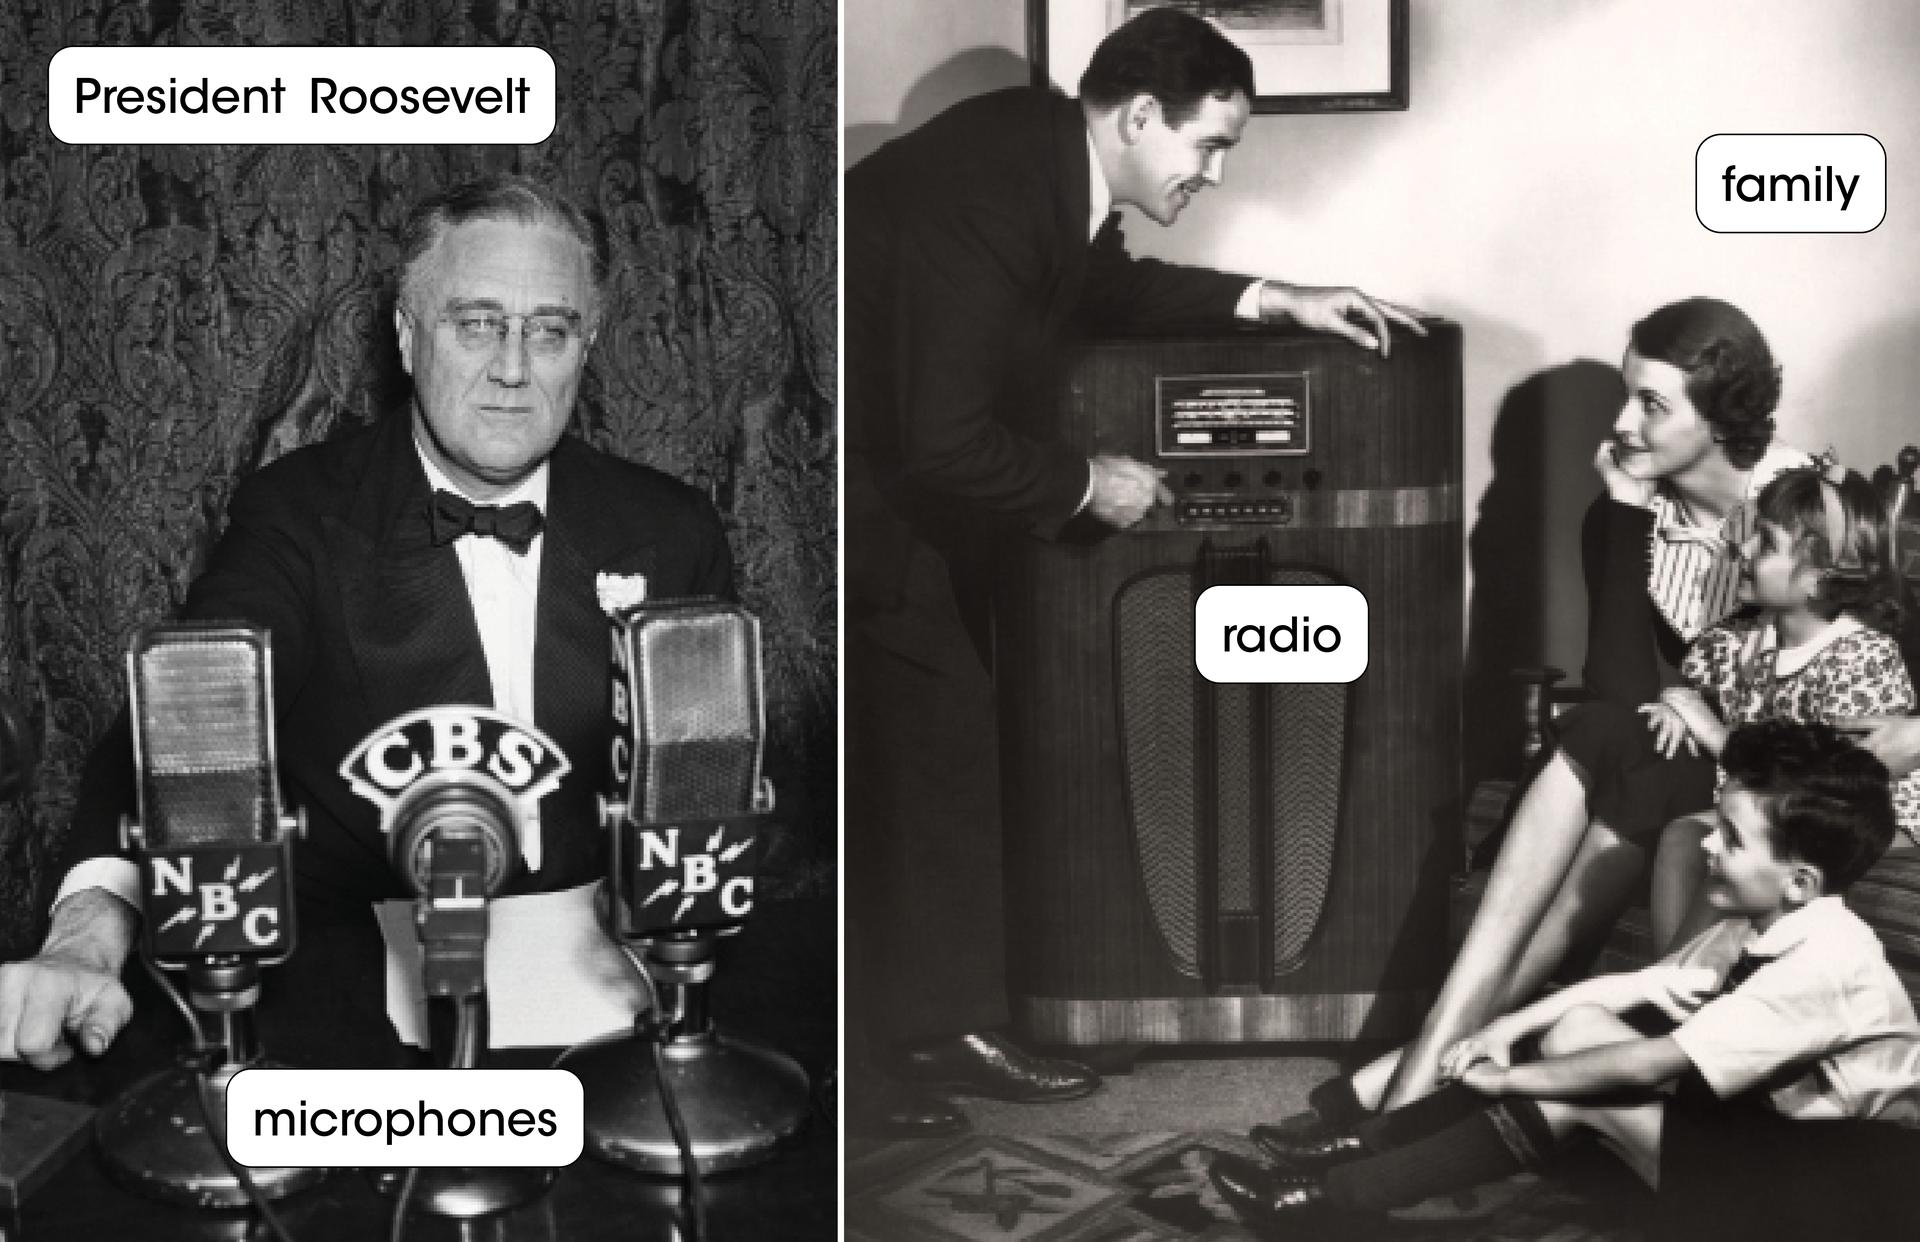 President Roosevelt
family
radio
NBC
CBS
NBC
NBC
microphones